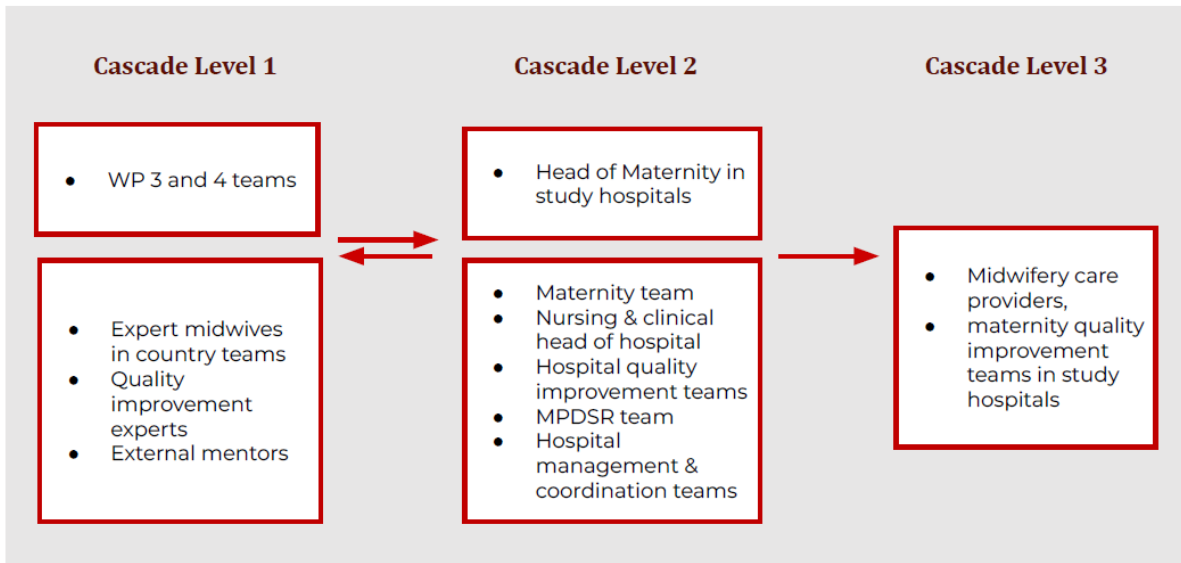 Cascade Level 1
● WP 3 and 4 teams
● Expert midwives
in country teams
● Quality
improvement
experts
● External mentors
Cascade Level 2
● Head of Maternity in
study hospitals
● Maternity team
● Nursing & clinical
head of hospital
● Hospital quality
improvement teams
● MPDSR team
● Hospital
management &
coordination teams
Cascade Level 3
● Midwifery care
providers,
● maternity quality
improvement
teams in study
hospitals